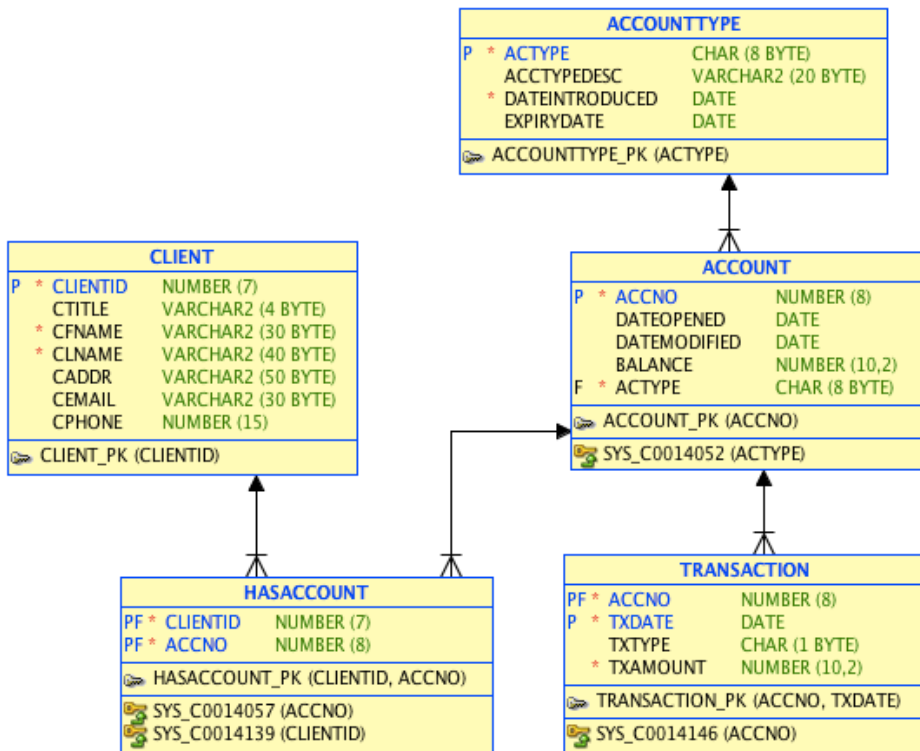 ACCOUNTTYPE
P * ACTYPE CHAR (8 BYTE)
ACCTYPEDESC VARCHAR2 (20 BYTE)
* DATEINTRODUCED DATE
EXPIRYDATE DATE
ACCOUNTTYPE_PK (ACTYPE)
CLIENT
P * CLIENTID NUMBER (7)
CTITLE VARCHAR2 (4 BYTE)
* CFNAME VARCHAR2 (30 BYTE)
* CLNAME VARCHAR2 (40 BYTE)
CADDR VARCHAR2 (50 BYTE)
CEMAIL VARCHAR2 (30 BYTE)
CPHONE NUMBER (15)
CLIENT_PK (CLIENTID)
ACCOUNT
P * ACCNO NUMBER (8)
DATEOPENED DATE
DATEMODIFIED DATE
BALANCE NUMBER (10,2)
F * ACTYPE CHAR (8 BYTE)
ACCOUNT_PK (ACCNO)
SYS_C0014052 (ACTYPE)
HASACCOUNT
PF * CLIENTID NUMBER (7)
PF * ACCNO NUMBER (8)
HASACCOUNT_PK (CLIENTID, ACCNO)
SYS_C0014057 (ACCNO)
SYS_C0014139 (CLIENTID)
TRANSACTION
PF * ACCNO NUMBER (8)
P * TXDATE DATE
TXTYPE CHAR (1 BYTE)
* TXAMOUNT NUMBER (10,2)
TRANSACTION_PK (ACCNO, TXDATE)
SYS_C0014146 (ACCNO)